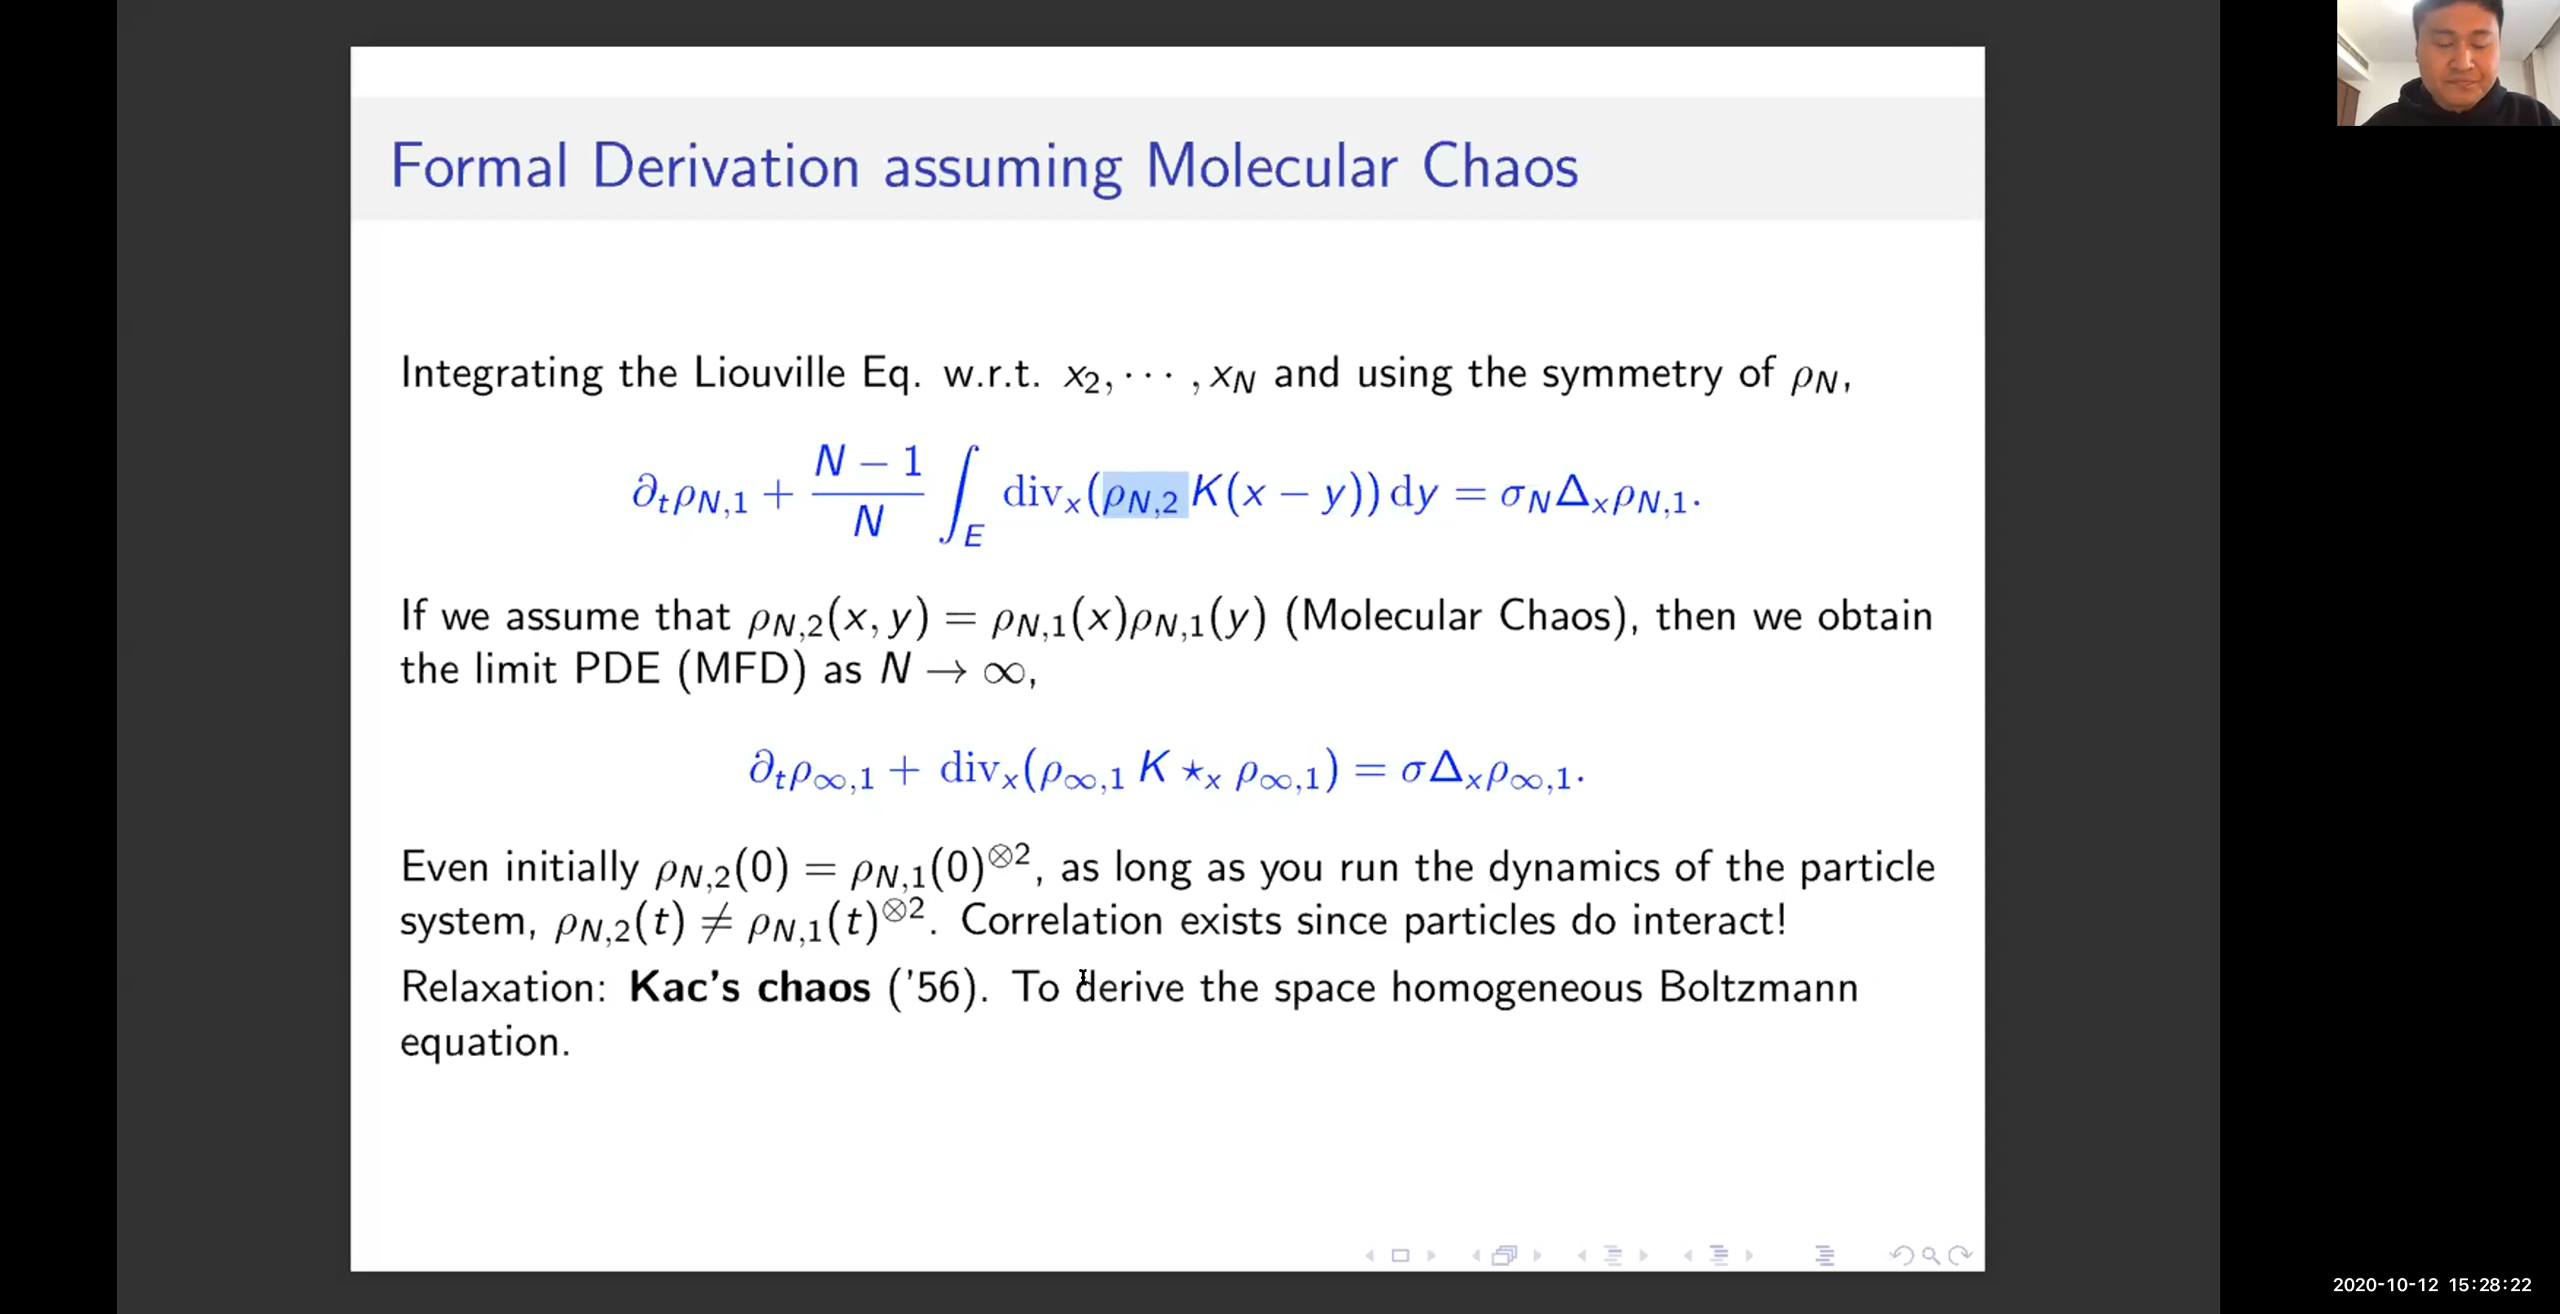 Formal Derivation assuming Molecular Chaos
Integrating the Liouville Eq. w.r.t. x₂, ⋯ , x_N and using the symmetry of ρ_N,
∂_t ρ_{N,1} + \frac{N − 1}{N} ∫_E div_x(ρ_{N,2} K(x − y)) dy = σ_N Δ_x ρ_{N,1}.
If we assume that ρ_{N,2}(x, y) = ρ_{N,1}(x)ρ_{N,1}(y) (Molecular Chaos), then we obtain
the limit PDE (MFD) as N → ∞,
∂_t ρ_{∞,1} + div_x(ρ_{∞,1} K ⋆_x ρ_{∞,1}) = σΔ_x ρ_{∞,1}.
Even initially ρ_{N,2}(0) = ρ_{N,1}(0)^{⊗2}, as long as you run the dynamics of the particle
system, ρ_{N,2}(t) ≠ ρ_{N,1}(t)^{⊗2}. Correlation exists since particles do interact!
Relaxation: Kac's chaos ('56). To derive the space homogeneous Boltzmann
equation.
2020-10-12 15:28:22